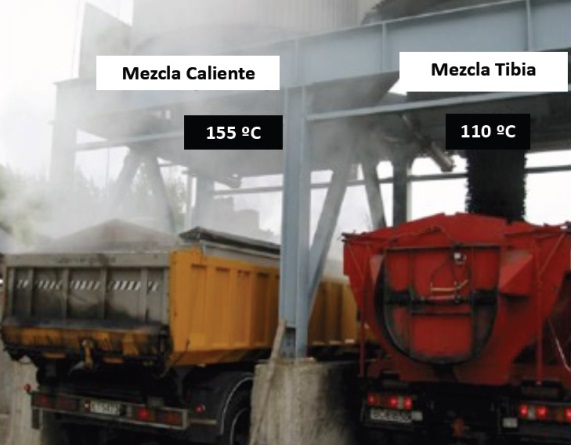 Mezcla Caliente
Mezcla Tibia
155 ºC
110 ºC